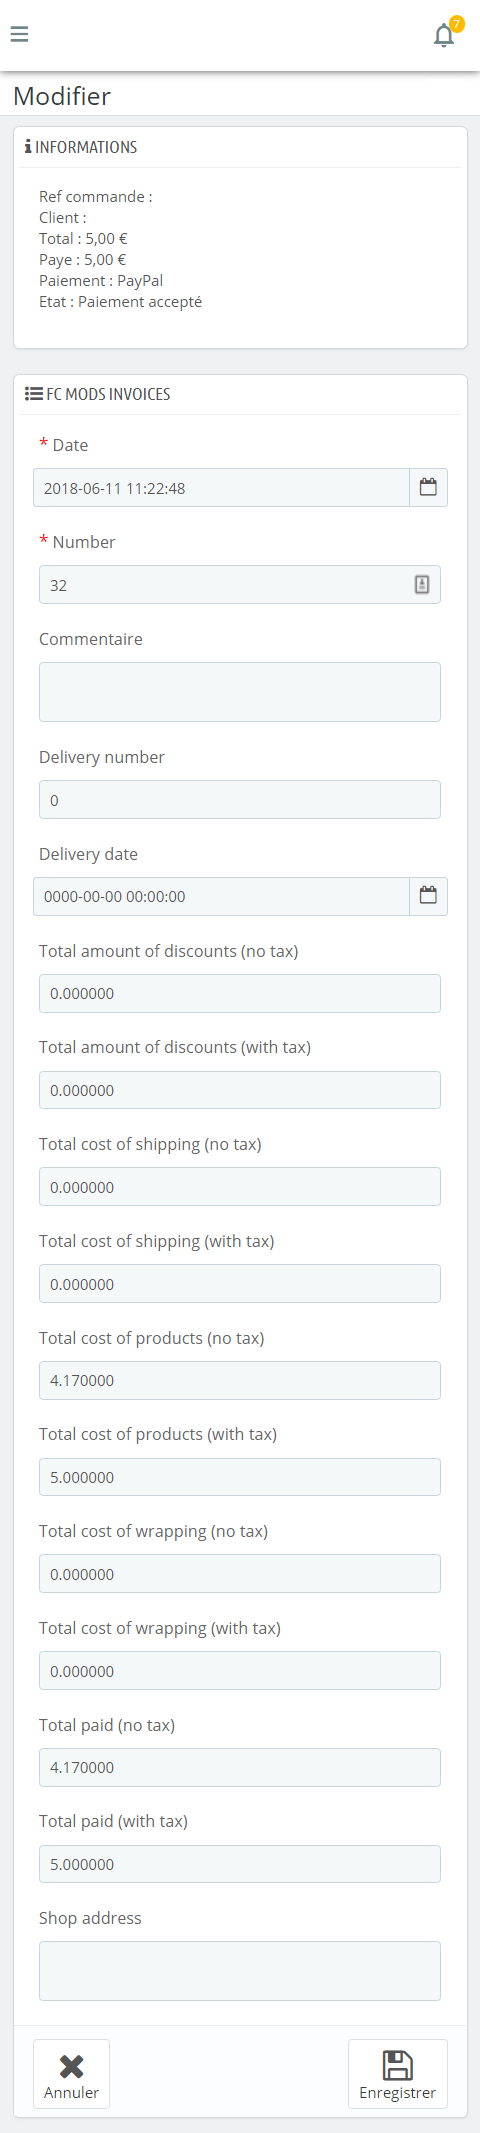 7
Modifier
INFORMATIONS
Ref commande :
Client :
Total : 5,00 €
Paye : 5,00 €
Paiement : PayPal
Etat : Paiement accepté
FC MODS INVOICES
* Date
2018-06-11 11:22:48
* Number
32
Commentaire
Delivery number
0
Delivery date
0000-00-00 00:00:00
Total amount of discounts (no tax)
0.000000
Total amount of discounts (with tax)
0.000000
Total cost of shipping (no tax)
0.000000
Total cost of shipping (with tax)
0.000000
Total cost of products (no tax)
4.170000
Total cost of products (with tax)
5.000000
Total cost of wrapping (no tax)
0.000000
Total cost of wrapping (with tax)
0.000000
Total paid (no tax)
4.170000
Total paid (with tax)
5.000000
Shop address
Annuler
Enregistrer